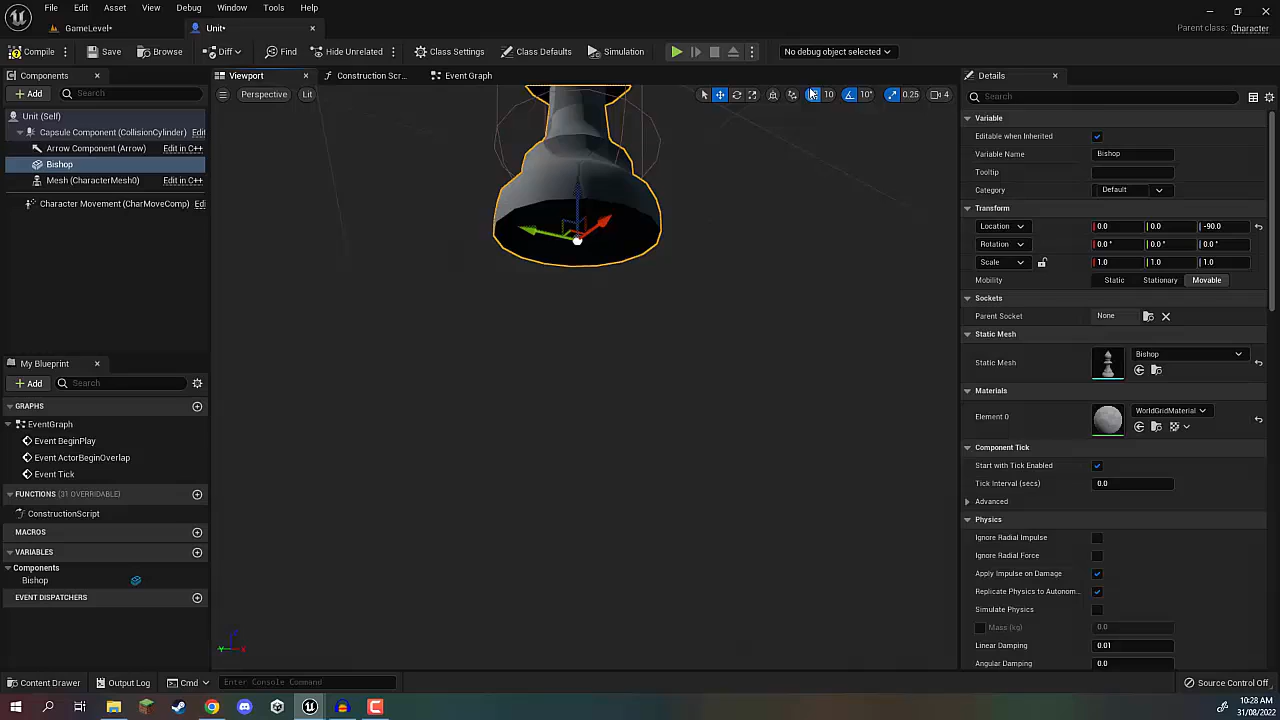 File Edit Asset View Debug Window Tools Help
GameLevel•
Unit•
Parent class: Character
Compile
Save
Browse
Diff
Find
Hide Unrelated
Class Settings
Class Defaults
Simulation
No debug object selected
Components
Add
Search
Unit (Self)
Capsule Component (CollisionCylinder) Edit
Arrow Component (Arrow) Edit in C++
Bishop
Mesh (CharacterMesh0) Edit in C++
Character Movement (CharMoveComp)
My Blueprint
Add
Search
GRAPHS
EventGraph
Event BeginPlay
Event ActorBeginOverlap
Event Tick
FUNCTIONS (31 OVERRIDABLE)
ConstructionScript
MACROS
VARIABLES
Components
Bishop
EVENT DISPATCHERS
Viewport
Construction Scr...
Event Graph
Perspective
Lit
10
10°
0.25
4
Details
Search
Variable
Editable when Inherited
Variable Name Bishop
Tooltip
Category Default
Transform
Location 0.0 0.0 -90.0
Rotation 0.0 ° 0.0 ° 0.0 °
Scale 1.0 1.0 1.0
Mobility Static Stationary Movable
Sockets
Parent Socket None
Static Mesh
Static Mesh Bishop
Materials
Element 0 WorldGridMaterial
Component Tick
Start with Tick Enabled
Tick Interval (secs) 0.0
Advanced
Physics
Ignore Radial Impulse
Ignore Radial Force
Apply Impulse on Damage
Replicate Physics to Autonom...
Simulate Physics
Mass (kg) 0.0
Linear Damping 0.01
Angular Damping 0.0
Content Drawer
Output Log
Cmd
Enter Console Command
Source Control Off
10:28 AM
31/08/2022